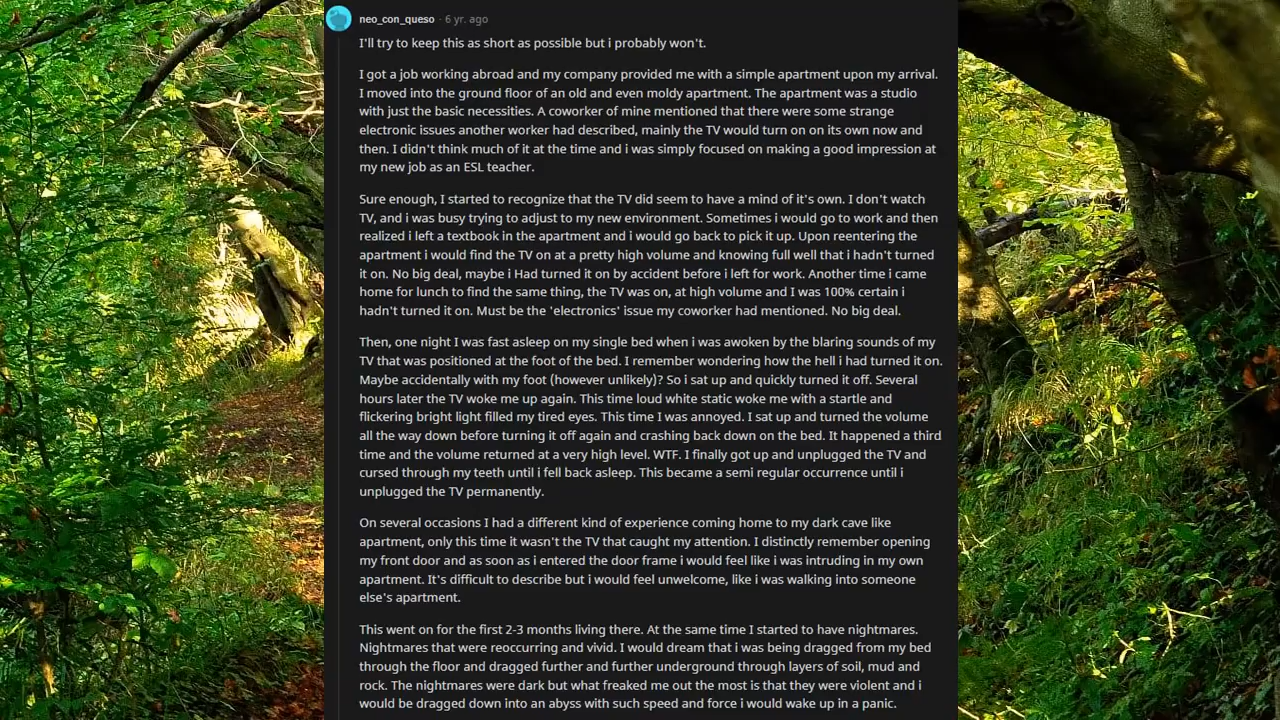 neo_con_queso · 6 yr. ago
I'll try to keep this as short as possible but i probably won't.
I got a job working abroad and my company provided me with a simple apartment upon my arrival.
I moved into the ground floor of an old and even moldy apartment. The apartment was a studio
with just the basic necessities. A coworker of mine mentioned that there were some strange
electronic issues another worker had described, mainly the TV would turn on on its own now and
then. I didn't think much of it at the time and i was simply focused on making a good impression at
my new job as an ESL teacher.
Sure enough, I started to recognize that the TV did seem to have a mind of it's own. I don't watch
TV, and i was busy trying to adjust to my new environment. Sometimes i would go to work and then
realized i left a textbook in the apartment and i would go back to pick it up. Upon reentering the
apartment i would find the TV on at a pretty high volume and knowing full well that i hadn't turned
it on. No big deal, maybe i Had turned it on by accident before i left for work. Another time i came
home for lunch to find the same thing, the TV was on, at high volume and I was 100% certain i
hadn't turned it on. Must be the 'electronics' issue my coworker had mentioned. No big deal.
Then, one night I was fast asleep on my single bed when i was awoken by the blaring sounds of my
TV that was positioned at the foot of the bed. I remember wondering how the hell i had turned it on.
Maybe accidentally with my foot (however unlikely)? So i sat up and quickly turned it off. Several
hours later the TV woke me up again. This time loud white static woke me with a startle and
flickering bright light filled my tired eyes. This time I was annoyed. I sat up and turned the volume
all the way down before turning it off again and crashing back down on the bed. It happened a third
time and the volume returned at a very high level. WTF. I finally got up and unplugged the TV and
cursed through my teeth until i fell back asleep. This became a semi regular occurrence until i
unplugged the TV permanently.
On several occasions I had a different kind of experience coming home to my dark cave like
apartment, only this time it wasn't the TV that caught my attention. I distinctly remember opening
my front door and as soon as i entered the door frame i would feel like i was intruding in my own
apartment. It's difficult to describe but i would feel unwelcome, like i was walking into someone
else's apartment.
This went on for the first 2-3 months living there. At the same time I started to have nightmares.
Nightmares that were reoccurring and vivid. I would dream that i was being dragged from my bed
through the floor and dragged further and further underground through layers of soil, mud and
rock. The nightmares were dark but what freaked me out the most is that they were violent and i
would be dragged down into an abyss with such speed and force i would wake up in a panic.